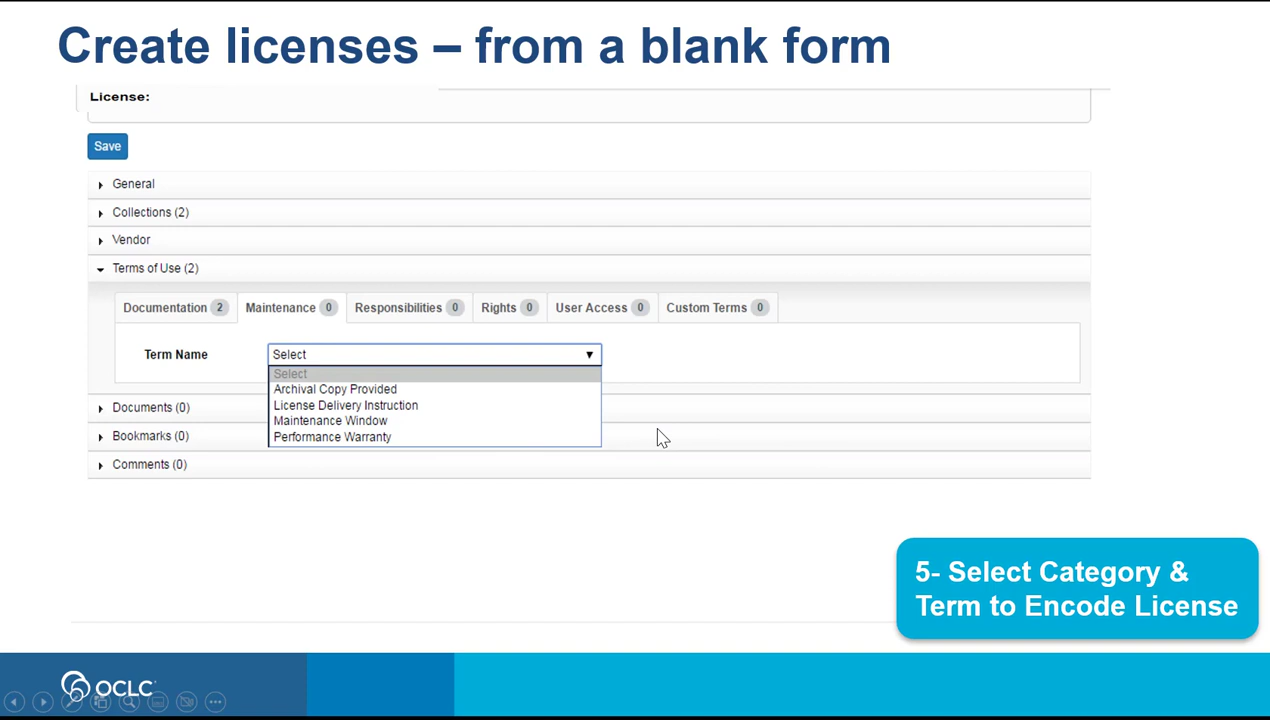 Create licenses – from a blank form
License:
Save
General
Collections (2)
Vendor
Terms of Use (2)
Documentation 2 Maintenance 0 Responsibilities 0 Rights 0 User Access 0 Custom Terms 0
Term Name Select
Select
Archival Copy Provided
License Delivery Instruction
Maintenance Window
Performance Warranty
Documents (0)
Bookmarks (0)
Comments (0)
5- Select Category &
Term to Encode License
OCLC